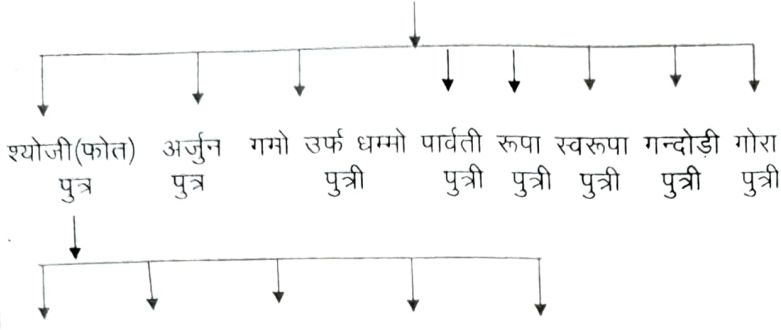 श्योजी(फोत) अर्जुन गमो उर्फ धम्मो पार्वती रूपा स्वरूपा गन्दोड़ी गोरा
पुत्र पुत्र पुत्री पुत्री पुत्री पुत्री पुत्री पुत्री